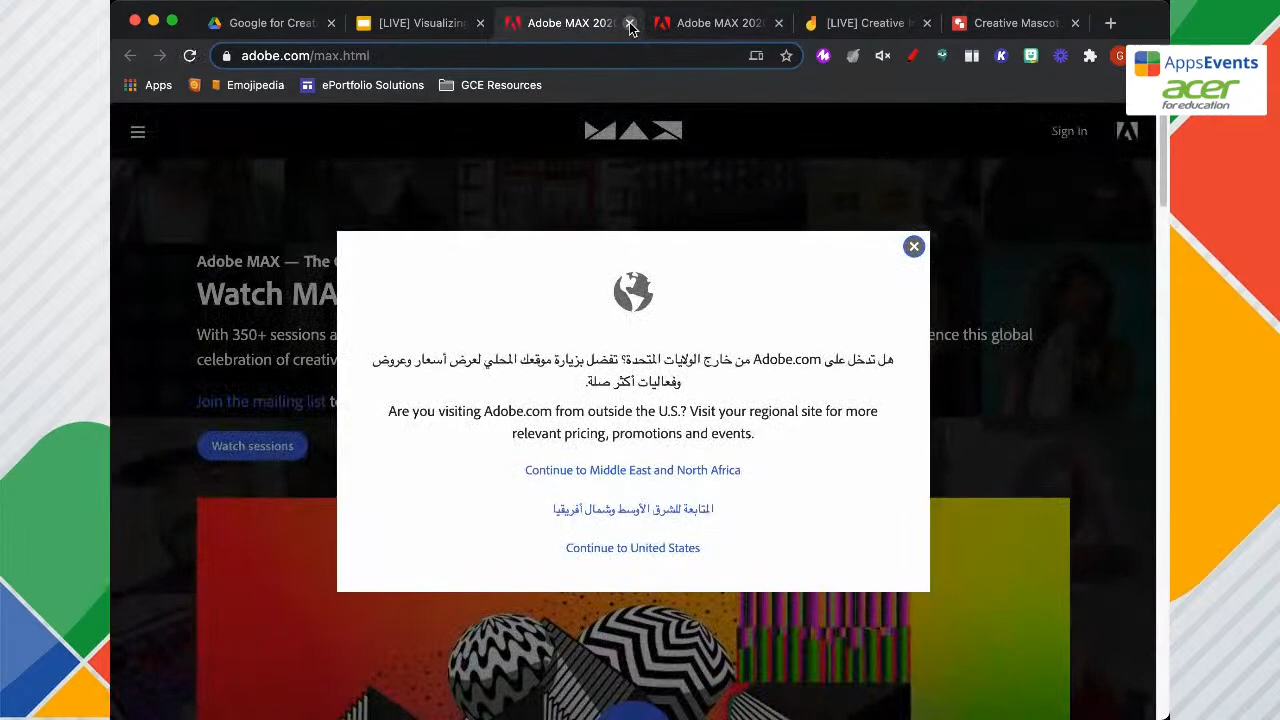 Google for Creat
[LIVE] Visualizin
Adobe MAX 202
Adobe MAX 202
[LIVE] Creative
Creative Mascot
adobe.com/max.html
G
AppsEvents
acer
for education
Apps
Emojipedia
ePortfolio Solutions
GCE Resources
MAX
Sign In
Adobe MAX — The
Watch MA
With 350+ sessions a
ence this global
celebration of creativ
Join the mailing list to
Watch sessions
هل تدخل على Adobe.com من خارج الولايات المتحدة؟ تفضل بزيارة موقعك المحلي لعرض أسعار وعروض
وفعاليات أكثر صلة.
Are you visiting Adobe.com from outside the U.S.? Visit your regional site for more
relevant pricing, promotions and events.
Continue to Middle East and North Africa
المتابعة للشرق الأوسط وشمال أفريقيا
Continue to United States